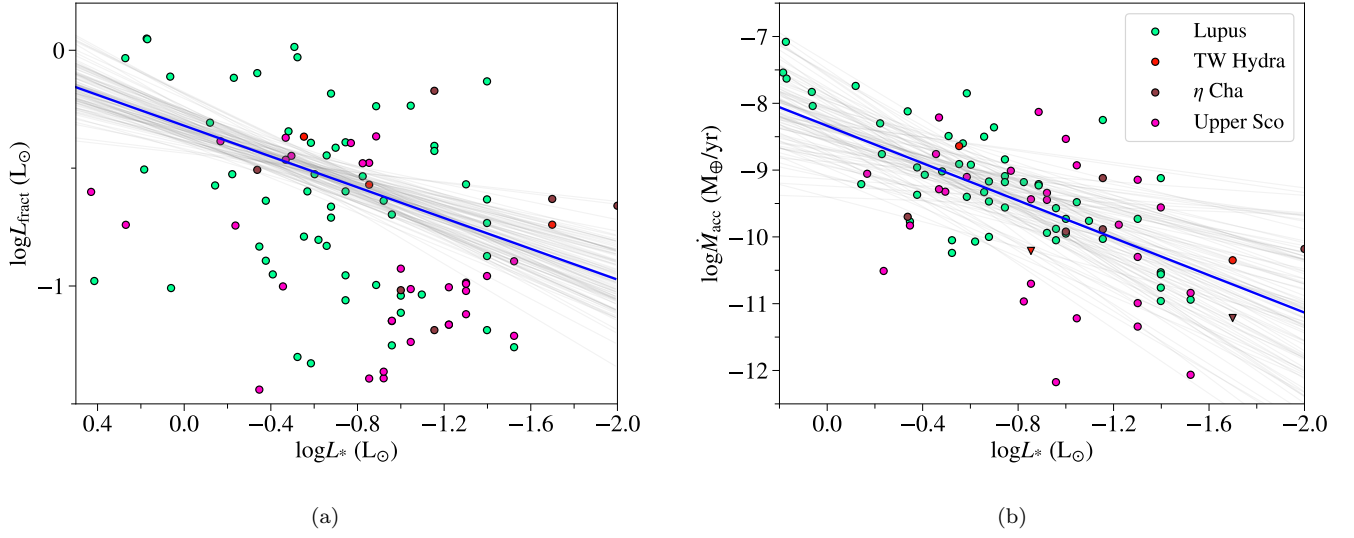 0
−1
0.4 0.0 −0.4 −0.8 −1.2 −1.6 −2.0
logL* (L⊙)
logLfract (L⊙)
(a)
−7
−8
−9
−10
−11
−12
0.0 −0.4 −0.8 −1.2 −1.6 −2.0
logL* (L⊙)
logṀacc (M⊕/yr)
Lupus
TW Hydra
η Cha
Upper Sco
(b)